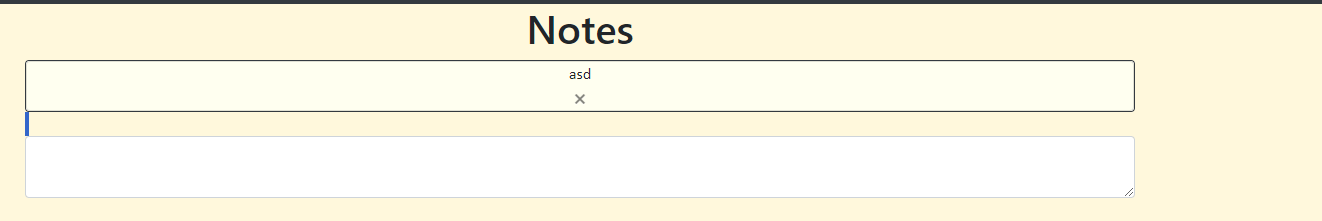 Notes
asd
×